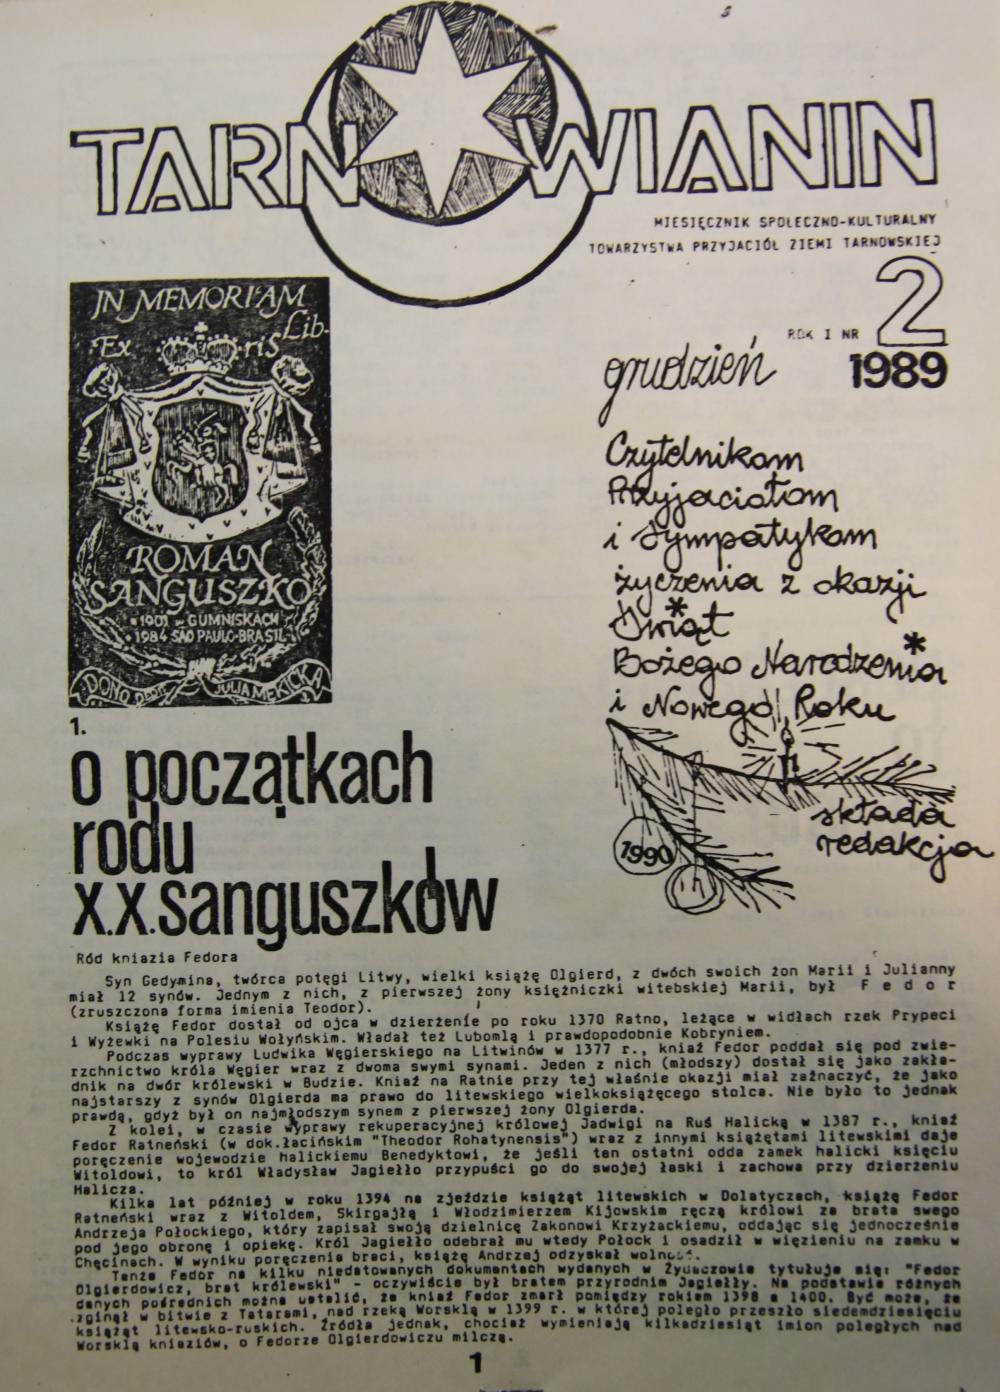 TARNOWIANIN
MIESIĘCZNIK SPOŁECZNO-KULTURALNY
TOWARZYSTWA PRZYJACIÓŁ ZIEMI TARNOWSKIEJ
ROK I NR 2
grudzień 1989
IN MEMORIAM
Ex Lib-
ris
ROMAN
SANGUSZKO
1901 w GUMNISKACH
1984 SAO PAULO-BRASIL
DONO DEDIT JULJA MĘKICKA
Czytelnikom
Przyjaciołom
i Sympatykom
życzenia z okazji
Świąt
Bożego Narodzenia
i Nowego Roku
składa
redakcja
1990
1.
o początkach
rodu
x.x.sanguszków
Ród kniazia Fedora
Syn Gedymina, twórca potęgi Litwy, wielki książę Olgierd, z dwóch swoich żon Marii i Julianny
miał 12 synów. Jednym z nich, z pierwszej żony księżniczki witebskiej Marii, był F e d o r
(zruszczona forma imienia Teodor).
Książę Fedor dostał od ojca w dzierżenie po roku 1370 Ratno, leżące w widłach rzek Prypeci
i Wyżewki na Polesiu Wołyńskim. Władał też Lubomlą i prawdopodobnie Kobryniem.
Podczas wyprawy Ludwika Węgierskiego na Litwinów w 1377 r., kniaź Fedor poddał się pod zwie-
rzchnictwo króla Węgier wraz z dwoma swymi synami. Jeden z nich (młodszy) dostał się jako zakła-
dnik na dwór królewski w Budzie. Kniaź na Ratnie przy tej właśnie okazji miał zaźnaczyć, że jako
najstarszy z synów Olgierda ma prawo do litewskiego wielkoksiążęcego stolca. Nie było to jednak
prawdą, gdyż był on najmłodszym synem z pierwszej żony Olgierda.
Z kolei, w czasie wyprawy rekuperacyjnej królowej Jadwigi na Ruś Halicką w 1387 r., kniaź
Fedor Ratneński (w dok.łacińskim "Theodor Rohatynensis") wraz z innymi książętami litewskimi daje
poręczenie wojewodzie halickiemu Benedyktowi, że jeśli ten ostatni odda zamek halicki księciu
Witoldowi, to król Władysław Jagiełło przypuści go do swojej łaski i zachowa przy dzierżeniu
Halicza.
Kilka lat później w roku 1394 na zjeździe książąt litewskich w Dolatyczach, książę Fedor
Ratneński wraz z Witoldem, Skirgajłą i Włodzimierzem Kijowskim ręczą królowi za brata swego
Andrzeja Połockiego, który zapisał swoją dzielnicę Zakonowi Krzyżackiemu, oddając się jednocześnie
pod jego obronę i opiekę. Król Jagiełło odebrał mu wtedy Połock i osadził w więzieniu na zamku w
Chęcinach. W wyniku poręczenia braci, książę Andrzej odzyskał wolność.
Tenże Fedor na kilku niedatowanych dokumentach wydanych w Żydaczowie tytułuje się: "Fedor
Olgierdowicz, brat królewski" - oczywiście był bratem przyrodnim Jagiełły. Na podstawie różnych
danych pośrednich można ustalić, że kniaź Fedor zmarł pomiędzy rokiem 1398 a 1400. Być może, że
zginął w bitwie z Tatarami, nad rzeką Worsklą w 1399 r. w której poległo przeszło siedemdziesięciu
książąt litewsko-ruskich. Źródła jednak, chociaż wymieniają kilkadziesiąt imion poległych nad
Worsklą kniaziów, o Fedorze Olgierdowiczu milczą.
1